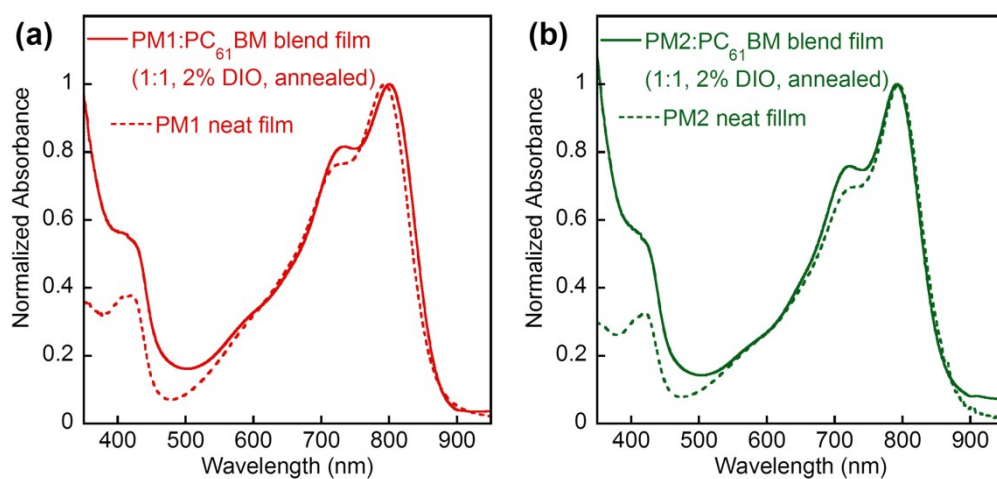 (a)
PM1:PC61BM blend film
(1:1, 2% DIO, annealed)
PM1 neat film
Normalized Absorbance
1
0.8
0.6
0.4
0.2
0
400 500 600 700 800 900
Wavelength (nm)
(b)
PM2:PC61BM blend film
(1:1, 2% DIO, annealed)
PM2 neat fillm
Normalized Absorbance
1
0.8
0.6
0.4
0.2
0
400 500 600 700 800 900
Wavelength (nm)